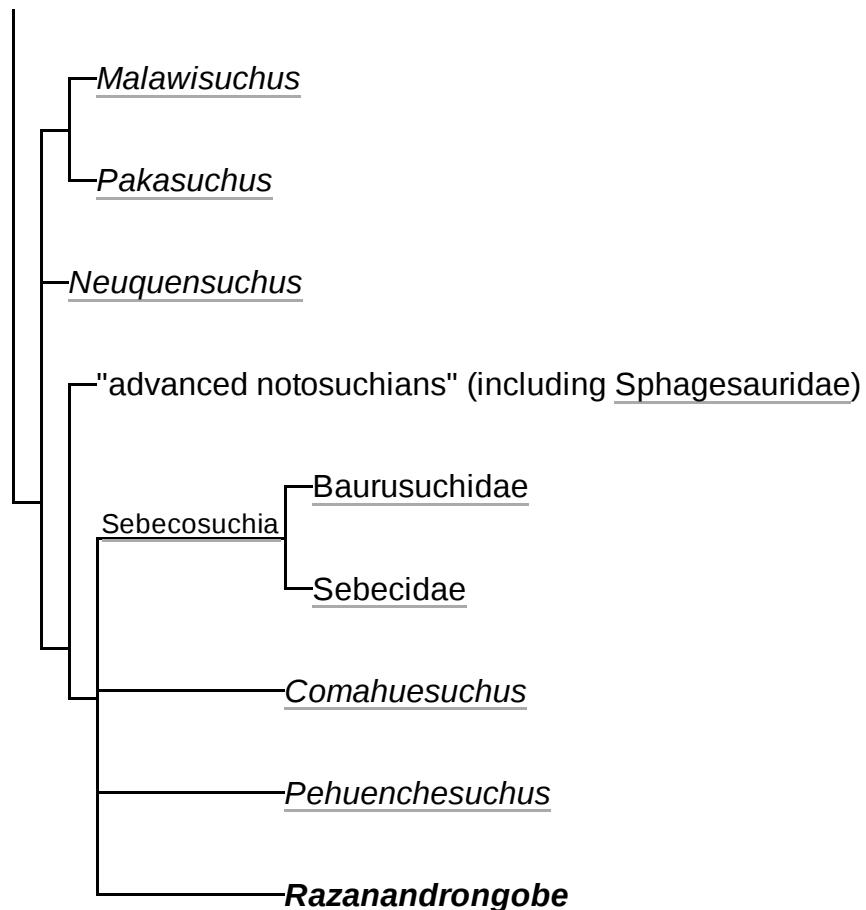 Malawisuchus
Pakasuchus
Neuquensuchus
"advanced notosuchians" (including Sphagesauridae)
Baurusuchidae
Sebecosuchia
Sebecidae
Comahuesuchus
Pehuenchesuchus
Razanandrongobe